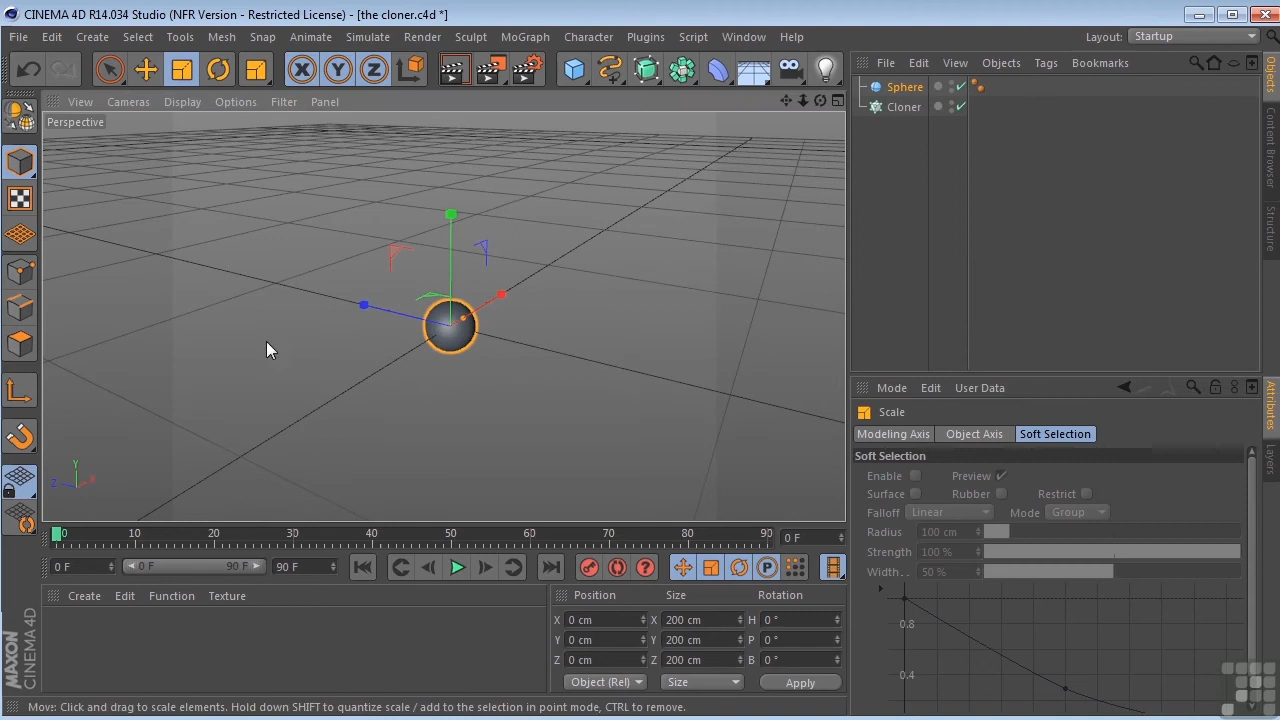 CINEMA 4D R14.034 Studio (NFR Version - Restricted License) - [the cloner.c4d *]
File Edit Create Select Tools Mesh Snap Animate Simulate Render Sculpt MoGraph Character Plugins Script Window Help Layout: Startup
File Edit View Objects Tags Bookmarks
Sphere
Cloner
Objects
Content Browser
Structure
View Cameras Display Options Filter Panel
Perspective
Y
Z X
Mode Edit User Data
Scale
Modeling Axis Object Axis Soft Selection
Soft Selection
Enable Preview
Surface Rubber Restrict
Falloff Linear Mode Group
Radius 100 cm
Strength 100 %
Width. . 50 %
0.8
0.4
Attributes
Layers
0 10 20 30 40 50 60 70 80 90 0 F
0 F 0 F 90 F 90 F
Create Edit Function Texture
Position Size Rotation
X 0 cm X 200 cm H 0 °
Y 0 cm Y 200 cm P 0 °
Z 0 cm Z 200 cm B 0 °
Object (Rel) Size Apply
MAXON
CINEMA 4D
Move: Click and drag to scale elements. Hold down SHIFT to quantize scale / add to the selection in point mode, CTRL to remove.